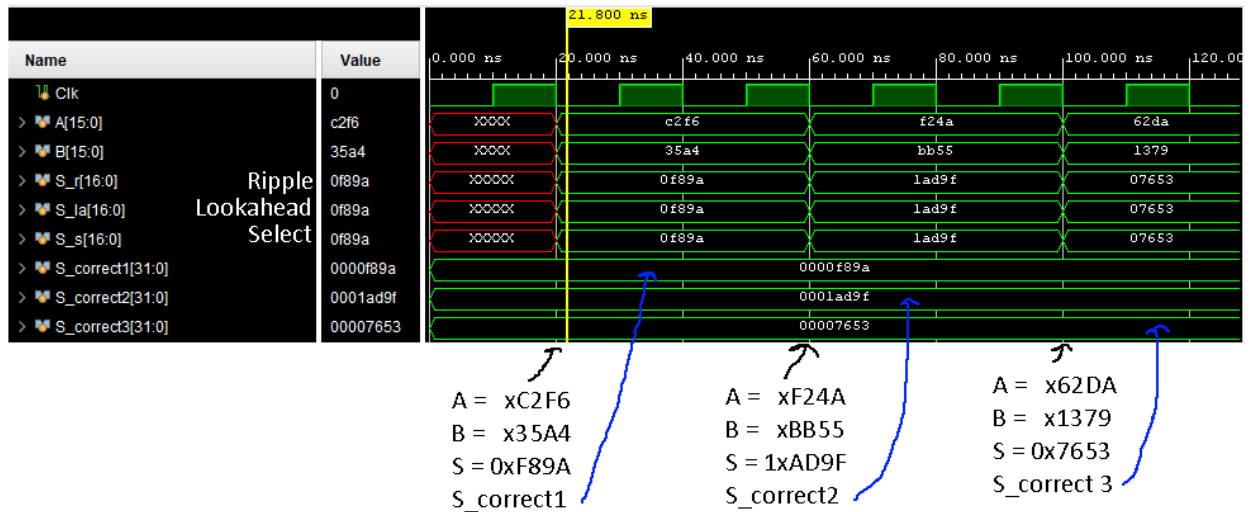 21.800 ns
Name Value
0.000 ns 20.000 ns 40.000 ns 60.000 ns 80.000 ns 100.000 ns 120.00
Clk 0
A[15:0] c2f6 XXXX c2f6 f24a 62da
B[15:0] 35a4 XXXX 35a4 bb55 1379
S_r[16:0] Ripple 0f89a XXXXX 0f89a 1ad9f 07653
S_la[16:0] Lookahead 0f89a XXXXX 0f89a 1ad9f 07653
S_s[16:0] Select 0f89a XXXXX 0f89a 1ad9f 07653
S_correct1[31:0] 0000f89a 0000f89a
S_correct2[31:0] 0001ad9f 0001ad9f
S_correct3[31:0] 00007653 00007653
A = xC2F6
B = x35A4
S = 0xF89A
S_correct1
A = xF24A
B = xBB55
S = 1xAD9F
S_correct2
A = x62DA
B = x1379
S = 0x7653
S_correct 3